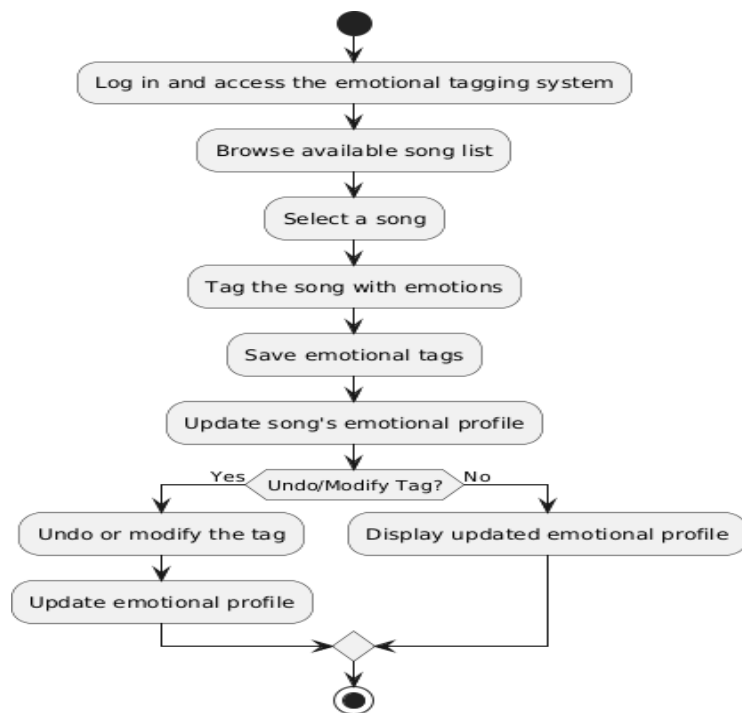 Log in and access the emotional tagging system
Browse available song list
Select a song
Tag the song with emotions
Save emotional tags
Update song's emotional profile
Undo/Modify Tag?
Yes
No
Undo or modify the tag
Display updated emotional profile
Update emotional profile